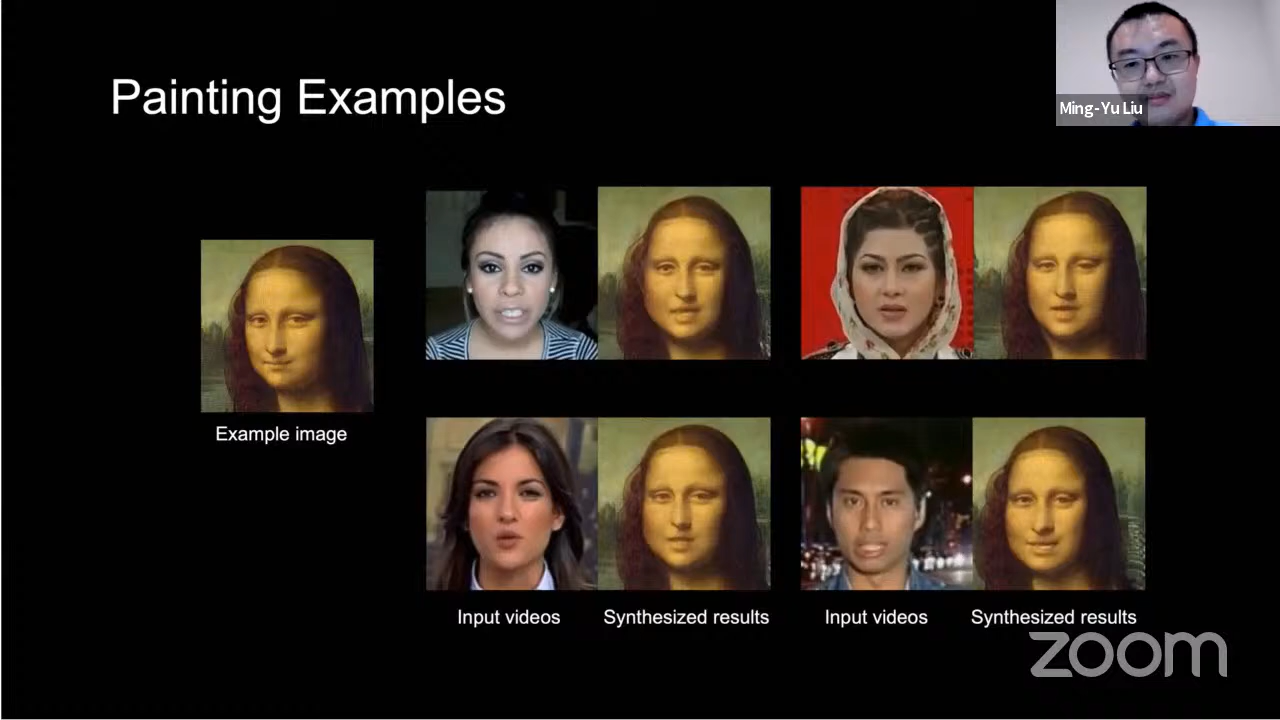 Painting Examples
Ming-Yu Liu
Example image
Input videos
Synthesized results
Input videos
Synthesized results
zoom